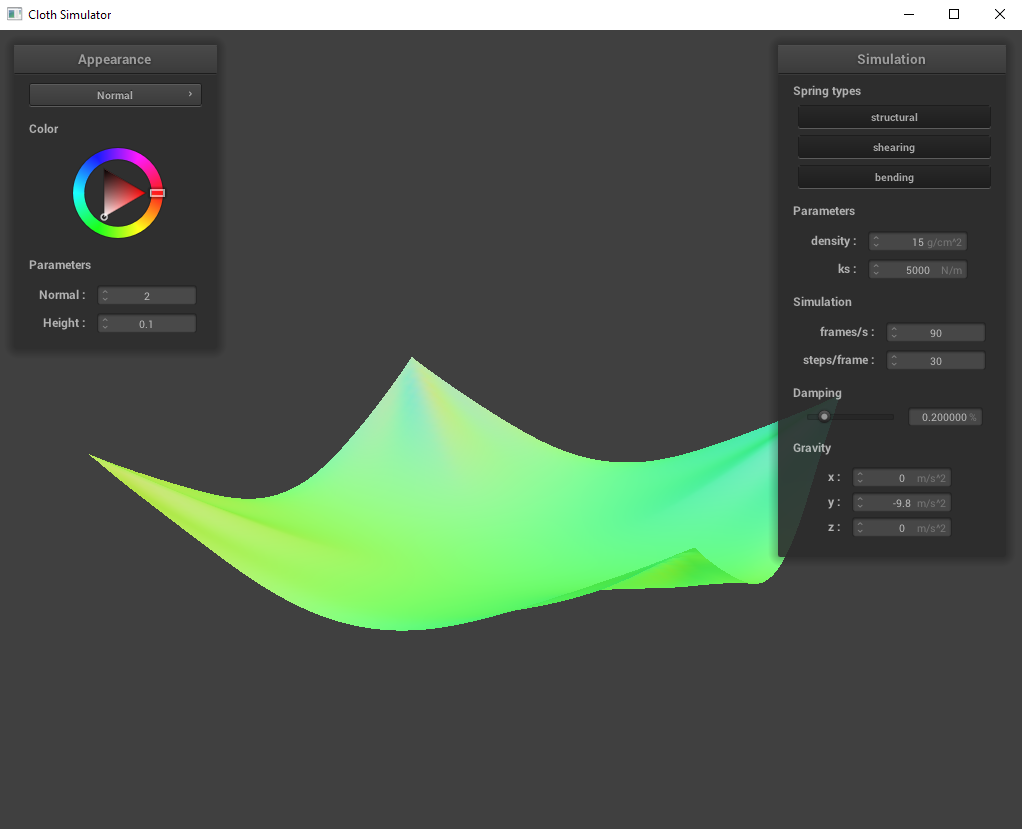 Cloth Simulator
Appearance
Normal
Color
Parameters
Normal : 2
Height : 0.1
Simulation
Spring types
structural
shearing
bending
Parameters
density : 15 g/cm^2
ks : 5000 N/m
Simulation
frames/s : 90
steps/frame : 30
Damping
0.200000 %
Gravity
x : 0 m/s^2
y : -9.8 m/s^2
z : 0 m/s^2